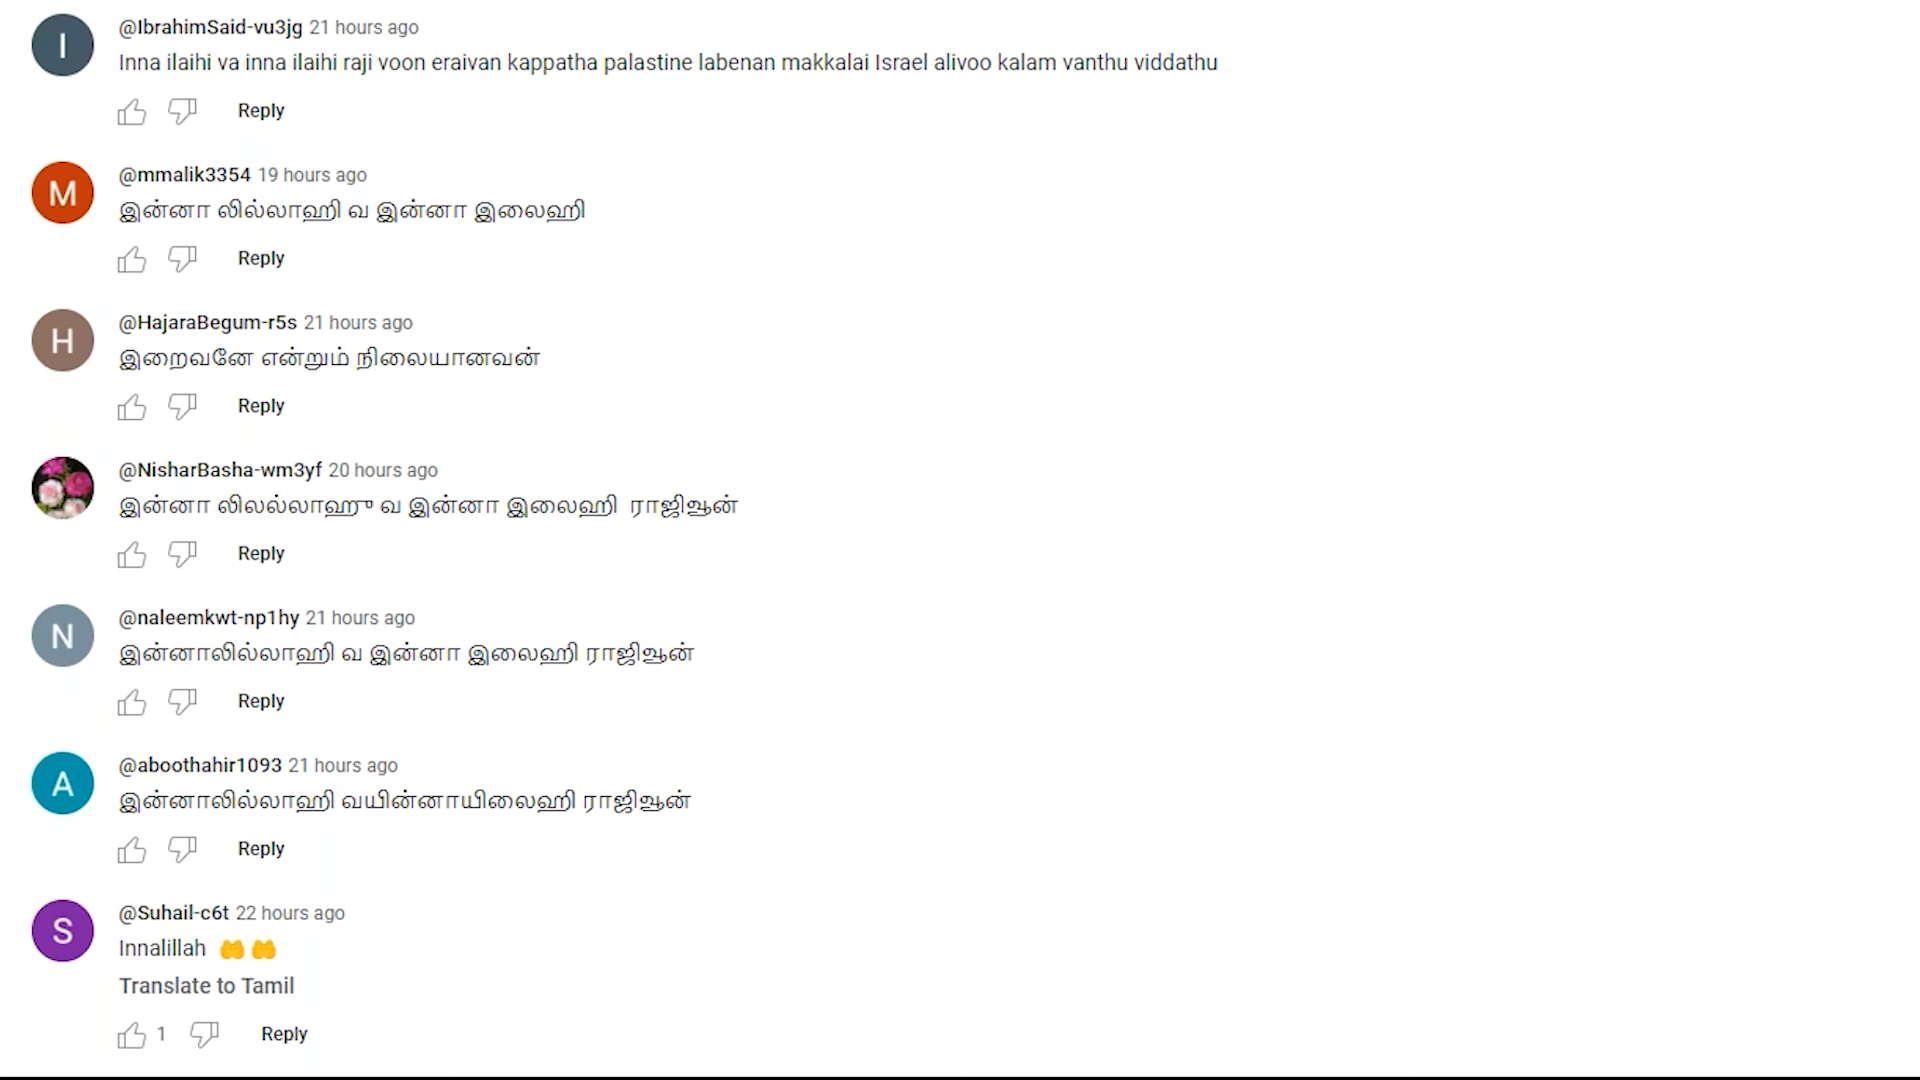 I
@IbrahimSaid-vu3jg 21 hours ago
Inna ilaihi va inna ilaihi raji voon eraivan kappatha palastine labenan makkalai Israel alivoo kalam vanthu viddathu
Reply
M
@mmalik3354 19 hours ago
இன்னா லில்லாஹி வ இன்னா இலைஹி
Reply
H
@HajaraBegum-r5s 21 hours ago
இறைவனே என்றும் நிலையானவன்
Reply
@NisharBasha-wm3yf 20 hours ago
இன்னா லிலல்லாஹு வ இன்னா இலைஹி ராஜிஊன்
Reply
N
@naleemkwt-np1hy 21 hours ago
இன்னாலில்லாஹி வ இன்னா இலைஹி ராஜிஊன்
Reply
A
@aboothahir1093 21 hours ago
இன்னாலில்லாஹி வயின்னாயிலைஹி ராஜிஊன்
Reply
S
@Suhail-c6t 22 hours ago
Innalillah 🤲🤲
Translate to Tamil
1 Reply